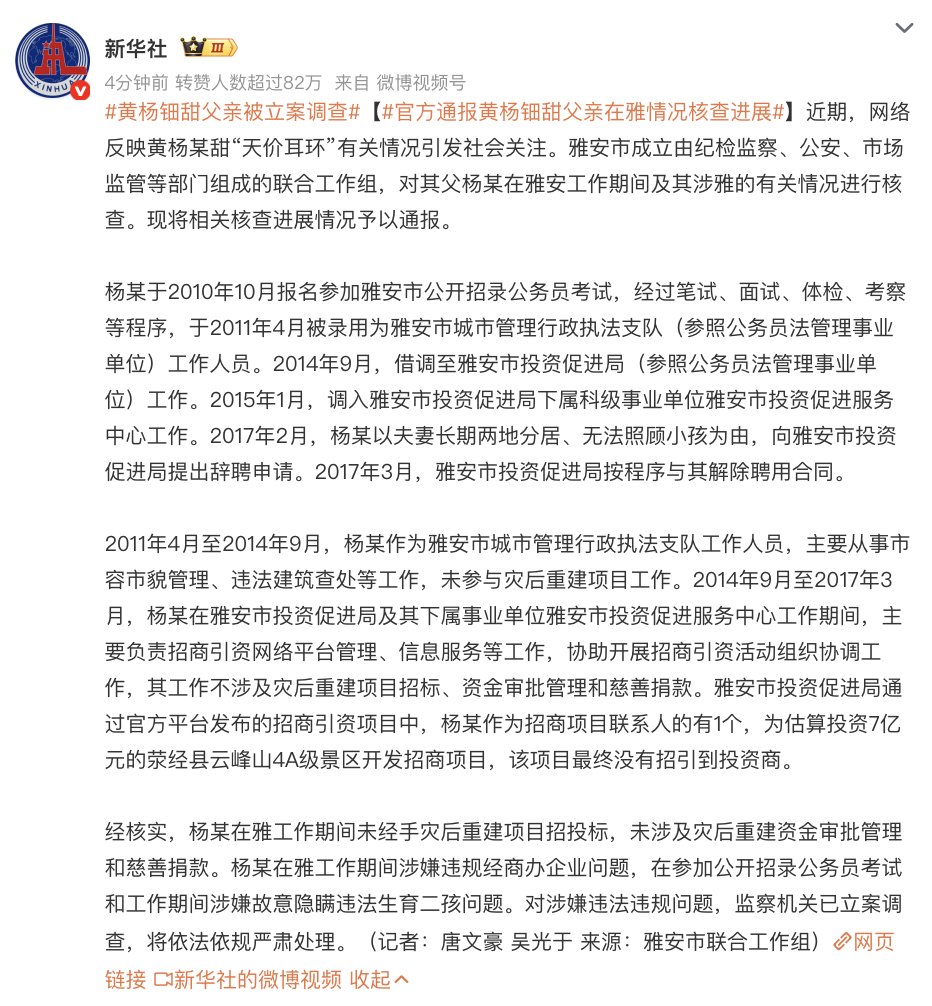 新华社 III
4分钟前 转赞人数超过82万 来自 微博视频号
#黄杨钿甜父亲被立案调查#【#官方通报黄杨钿甜父亲在雅情况核查进展#】近期，网络
反映黄杨某甜“天价耳环”有关情况引发社会关注。雅安市成立由纪检监察、公安、市场
监管等部门组成的联合工作组，对其父杨某在雅安工作期间及其涉雅的有关情况进行核
查。现将相关核查进展情况予以通报。
杨某于2010年10月报名参加雅安市公开招录公务员考试，经过笔试、面试、体检、考察
等程序，于2011年4月被录用为雅安市城市管理行政执法支队（参照公务员法管理事业
单位）工作人员。2014年9月，借调至雅安市投资促进局（参照公务员法管理事业单
位）工作。2015年1月，调入雅安市投资促进局下属科级事业单位雅安市投资促进服务
中心工作。2017年2月，杨某以夫妻长期两地分居、无法照顾小孩为由，向雅安市投资
促进局提出辞聘申请。2017年3月，雅安市投资促进局按程序与其解除聘用合同。
2011年4月至2014年9月，杨某作为雅安市城市管理行政执法支队工作人员，主要从事市
容市貌管理、违法建筑查处等工作，未参与灾后重建项目工作。2014年9月至2017年3
月，杨某在雅安市投资促进局及其下属事业单位雅安市投资促进服务中心工作期间，主
要负责招商引资网络平台管理、信息服务等工作，协助开展招商引资活动组织协调工
作，其工作不涉及灾后重建项目招标、资金审批管理和慈善捐款。雅安市投资促进局通
过官方平台发布的招商引资项目中，杨某作为招商项目联系人的有1个，为估算投资7亿
元的荥经县云峰山4A级景区开发招商项目，该项目最终没有招引到投资商。
经核实，杨某在雅工作期间未经手灾后重建项目招投标，未涉及灾后重建资金审批管理
和慈善捐款。杨某在雅工作期间涉嫌违规经商办企业问题，在参加公开招录公务员考试
和工作期间涉嫌故意隐瞒违法生育二孩问题。对涉嫌违法违规问题，监察机关已立案调
查，将依法依规严肃处理。（记者：唐文豪 吴光于 来源：雅安市联合工作组） 网页
链接 新华社的微博视频 收起
XINHUA